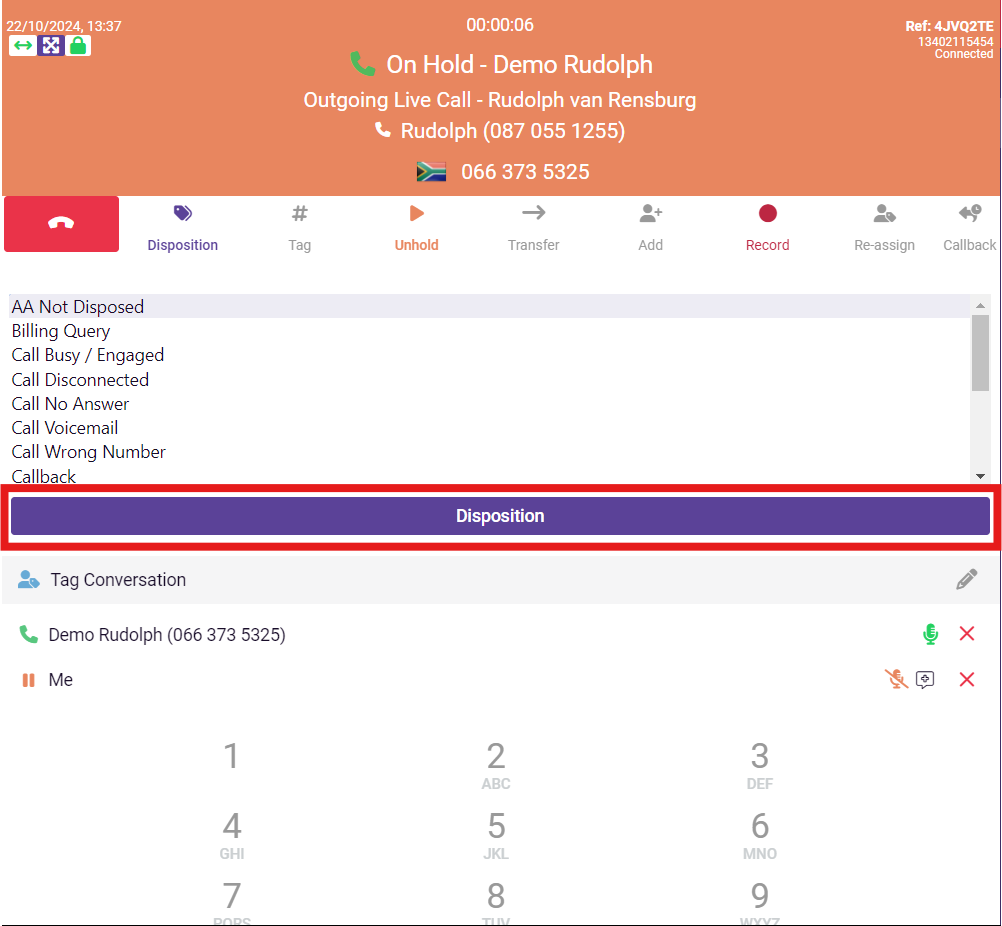 22/10/2024, 13:37
00:00:06
Ref: 4JVQ2TE
13402115454
Connected
On Hold - Demo Rudolph
Outgoing Live Call - Rudolph van Rensburg
Rudolph (087 055 1255)
066 373 5325
Disposition
Tag
Unhold
Transfer
Add
Record
Re-assign
Callback
AA Not Disposed
Billing Query
Call Busy / Engaged
Call Disconnected
Call No Answer
Call Voicemail
Call Wrong Number
Callback
Disposition
Tag Conversation
Demo Rudolph (066 373 5325)
Me
1 2 3
ABC DEF
4 5 6
GHI JKL MNO
7 8 9
PQRS TUV WXYZ